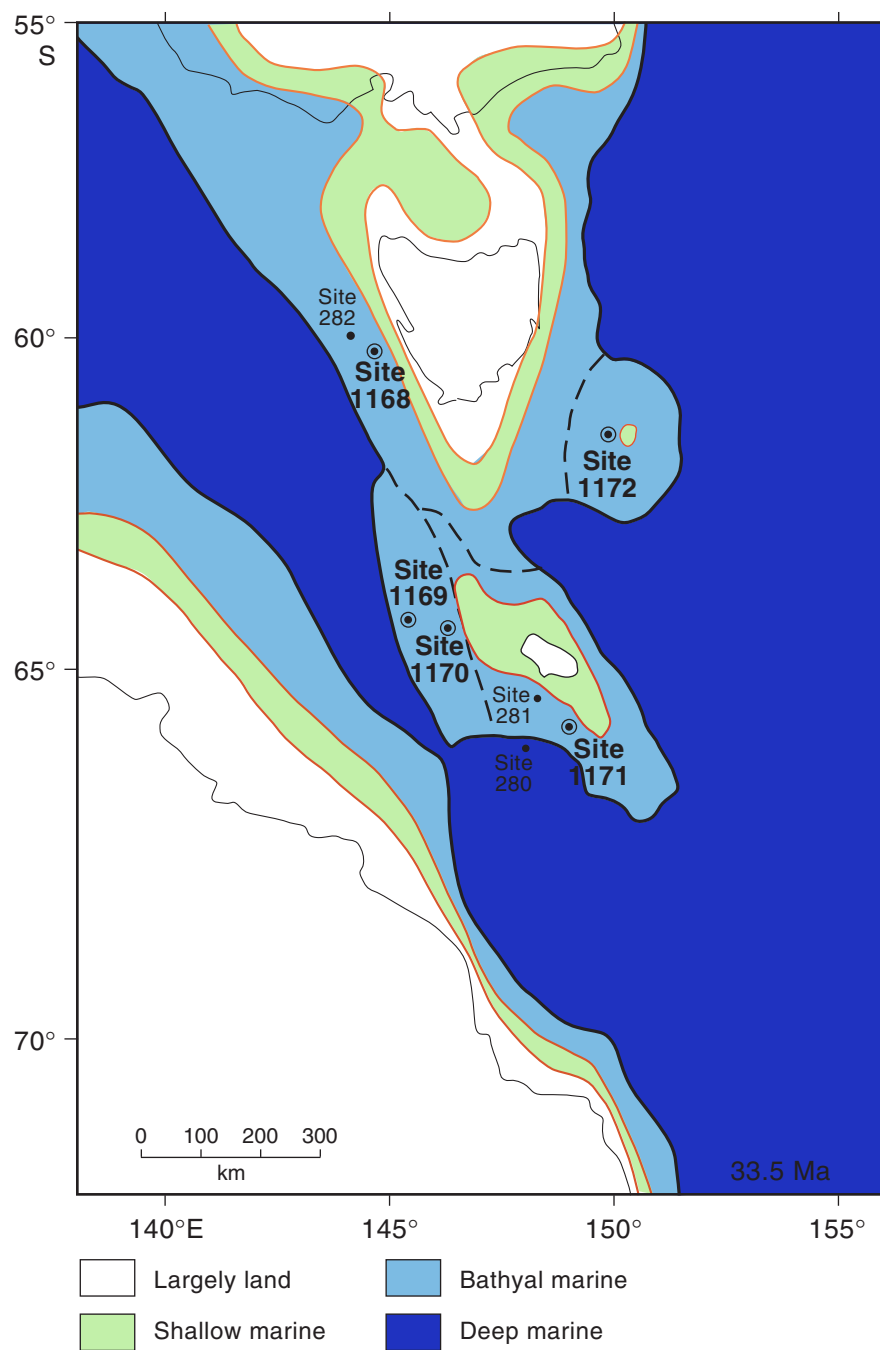 55°
S
60°
65°
70°
Site
282
Site
1168
Site
1172
Site
1169
Site
1170
Site
281
Site
1171
Site
280
0 100 200 300
km
33.5 Ma
140°E 145° 150° 155°
Largely land
Bathyal marine
Shallow marine
Deep marine